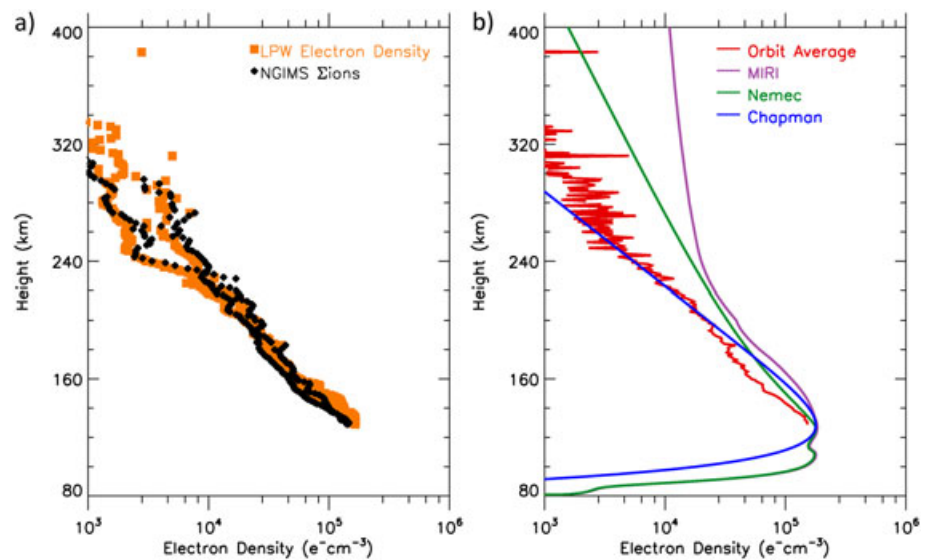 a)
LPW Electron Density
NGIMS Σions
400
320
240
160
80
Height (km)
10³ 10⁴ 10⁵ 10⁶
Electron Density (e⁻cm⁻³)
b)
Orbit Average
MIRI
Nemec
Chapman
400
320
240
160
80
Height (km)
10³ 10⁴ 10⁵ 10⁶
Electron Density (e⁻cm⁻³)